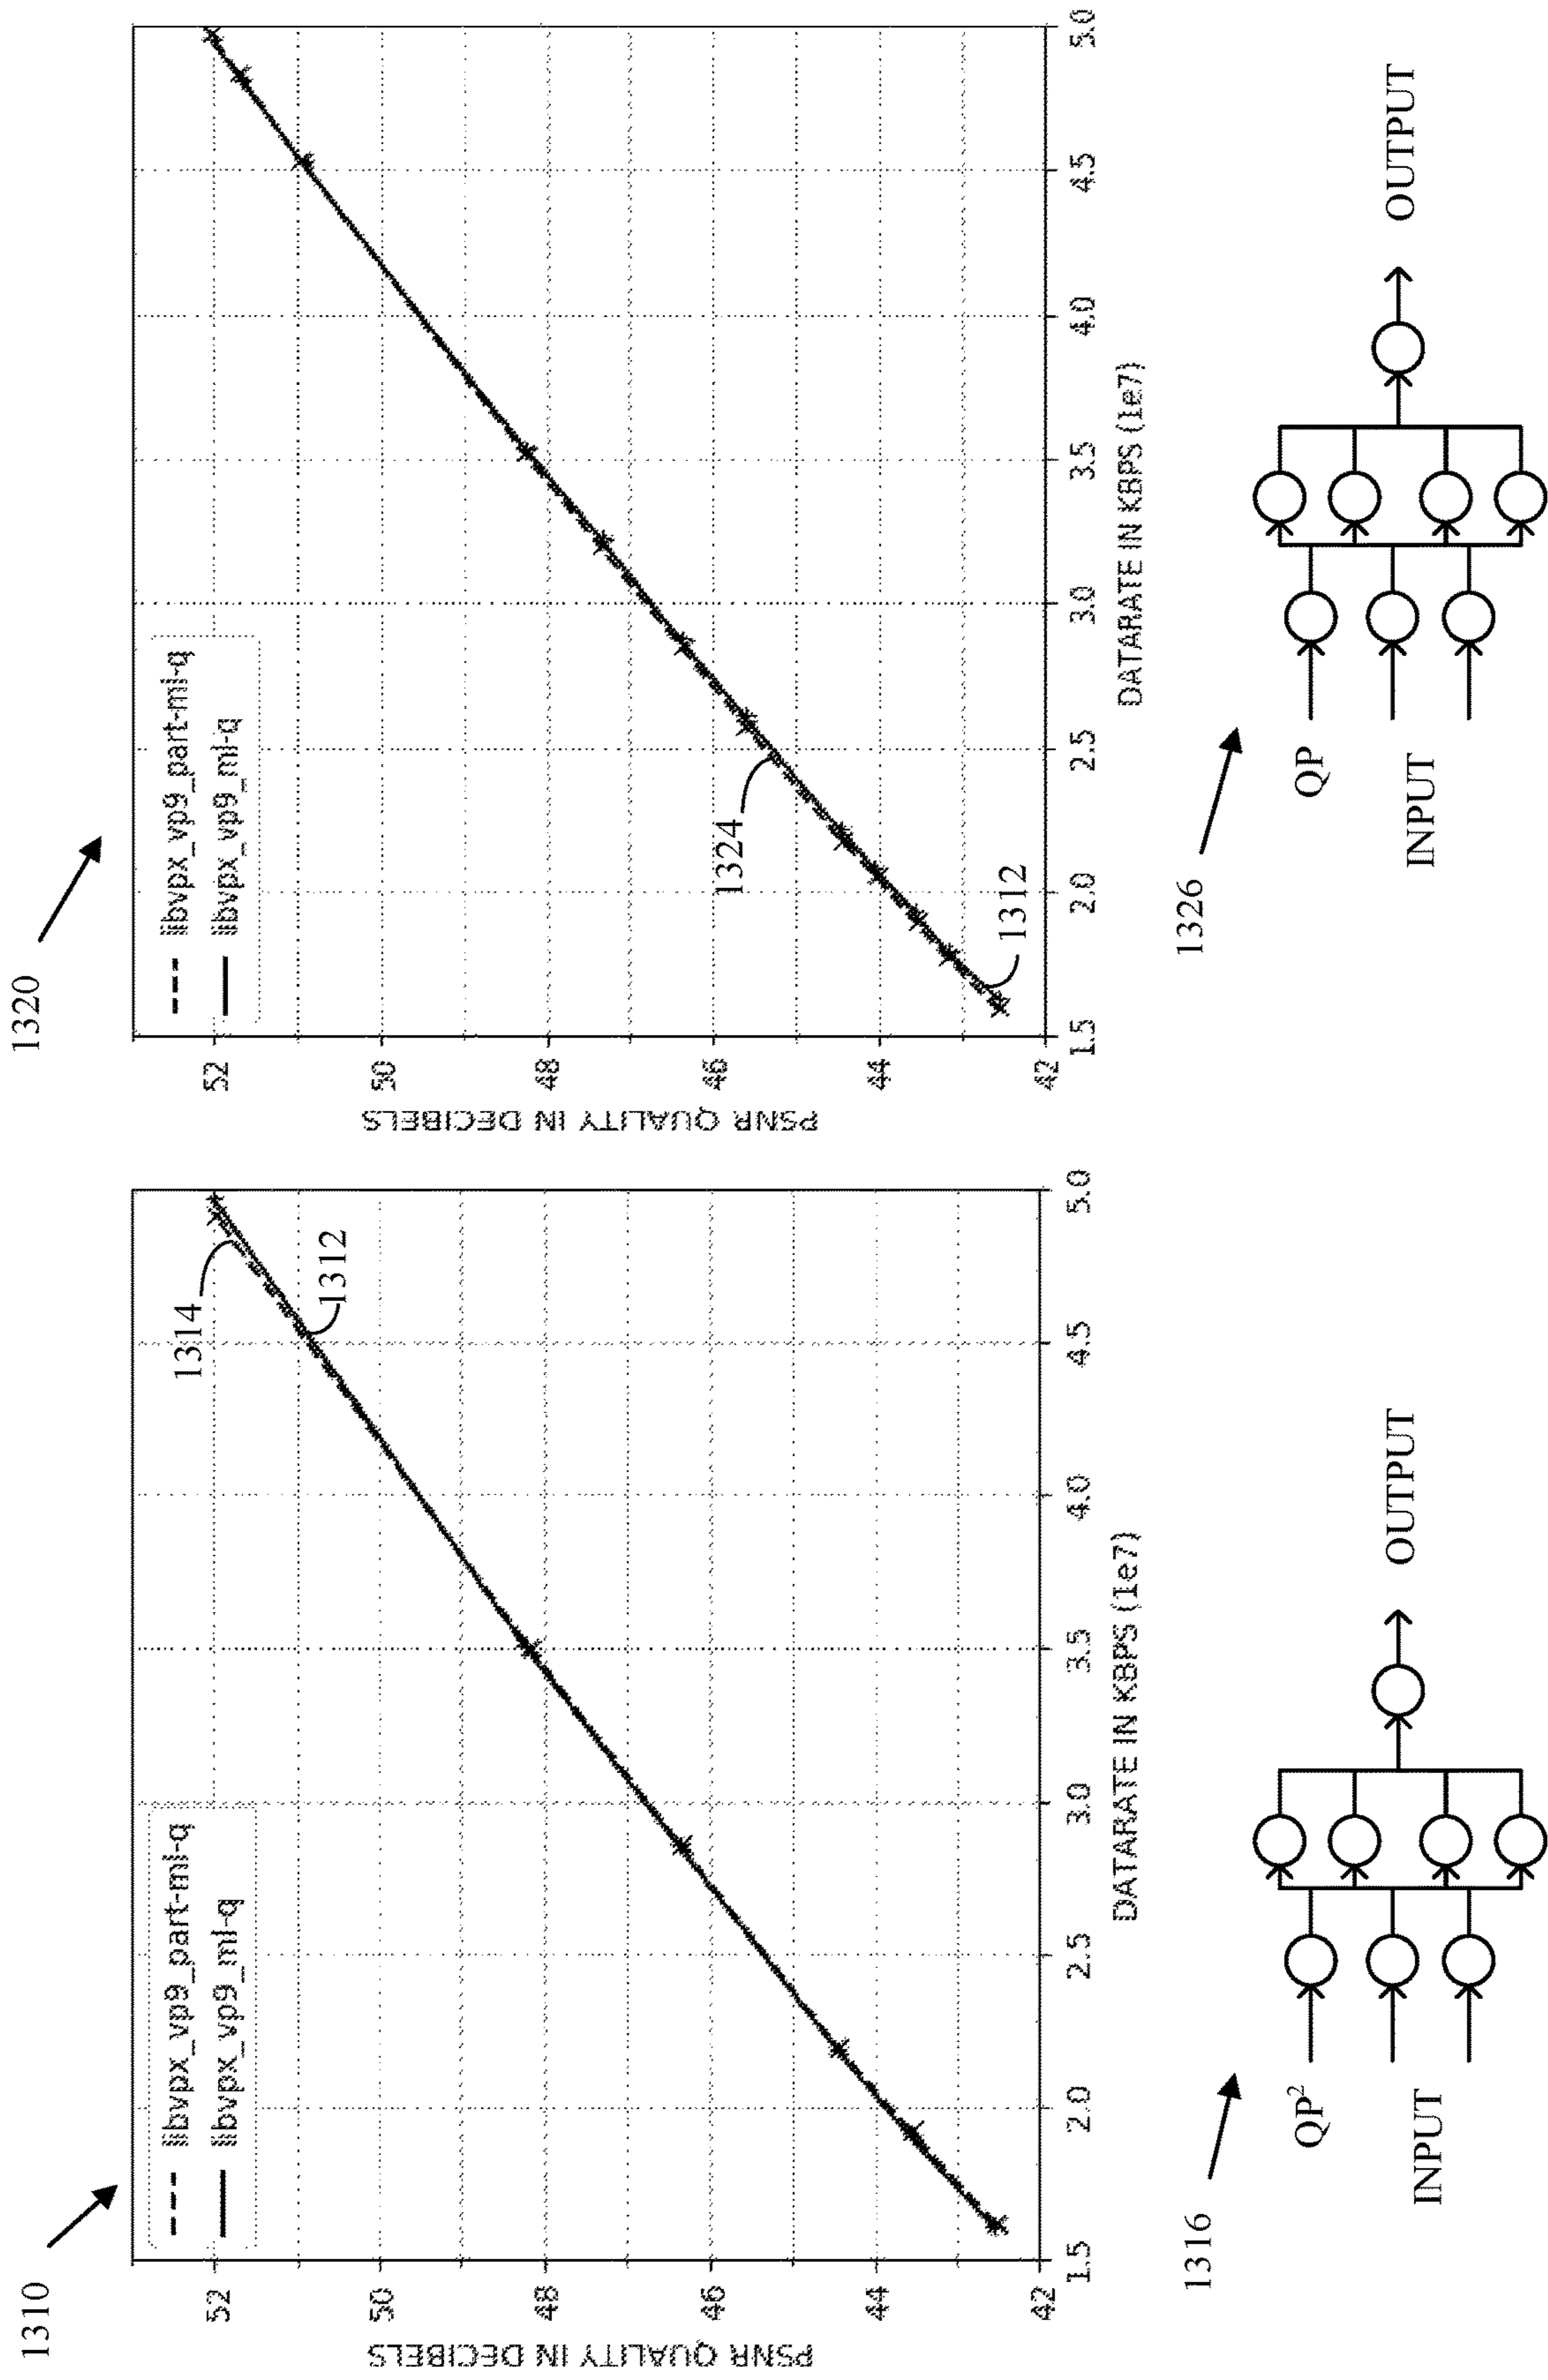 1310
libvpx_vp9_part-ml-q
libvpx_vp9_ml-q
1314
1312
PSNR QUALITY IN DECIBELS
52
50
48
46
44
42
1.5
2.0
2.5
3.0
3.5
4.0
4.5
5.0
DATARATE IN KBPS (1e7)
1316
QP²
INPUT
OUTPUT
1320
libvpx_vp9_part-ml-q
libvpx_vp9_ml-q
1324
1312
PSNR QUALITY IN DECIBELS
52
50
48
46
44
42
1.5
2.0
2.5
3.0
3.5
4.0
4.5
5.0
DATARATE IN KBPS (1e7)
1326
QP
INPUT
OUTPUT